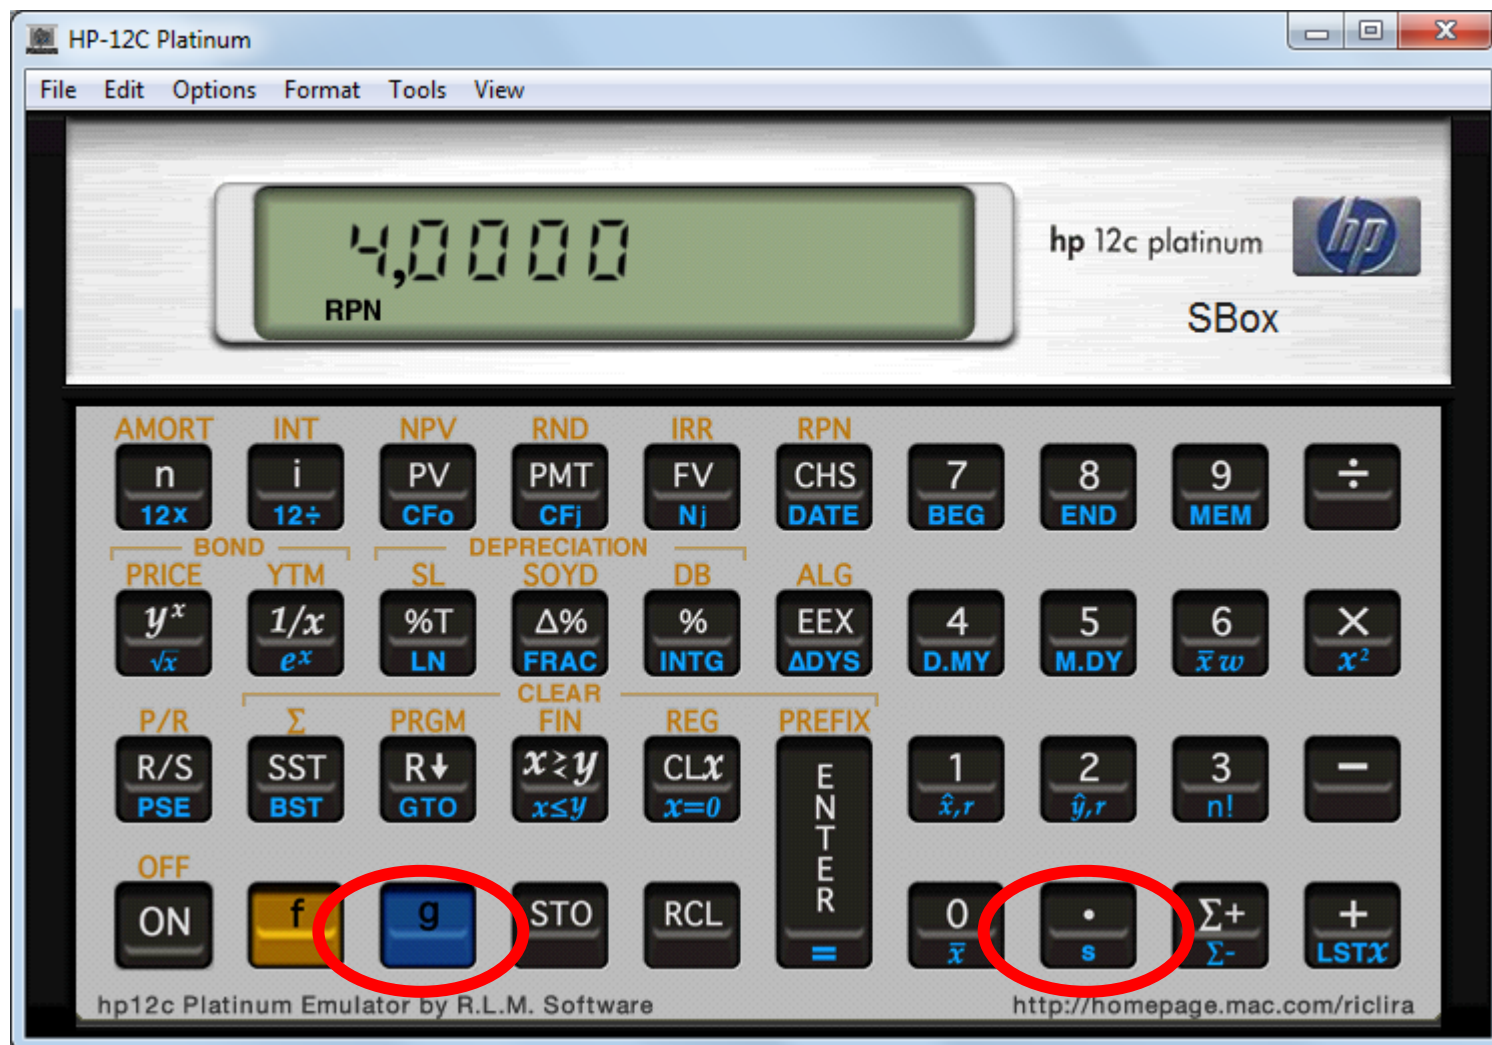 HP-12C Platinum
File Edit Options Format Tools View
4,0000
RPN
hp 12c platinum
hp
SBox
AMORT INT NPV RND IRR RPN
n i PV PMT FV CHS 7 8 9 ÷
12x 12÷ CFo CFj Nj DATE BEG END MEM
BOND DEPRECIATION
PRICE YTM SL SOYD DB ALG
yˣ 1/x %T Δ% % EEX 4 5 6 ×
√x eˣ LN FRAC INTG ΔDYS D.MY M.DY x̅ w x²
CLEAR
P/R Σ PRGM FIN REG PREFIX
R/S SST R↓ x≷y CLx ENTER 1 2 3 −
PSE BST GTO x≤y x=0 x̂,r ŷ,r n!
OFF
ON f g STO RCL 0 • Σ+ +
= x̅ s Σ- LSTx
hp12c Platinum Emulator by R.L.M. Software http://homepage.mac.com/riclira